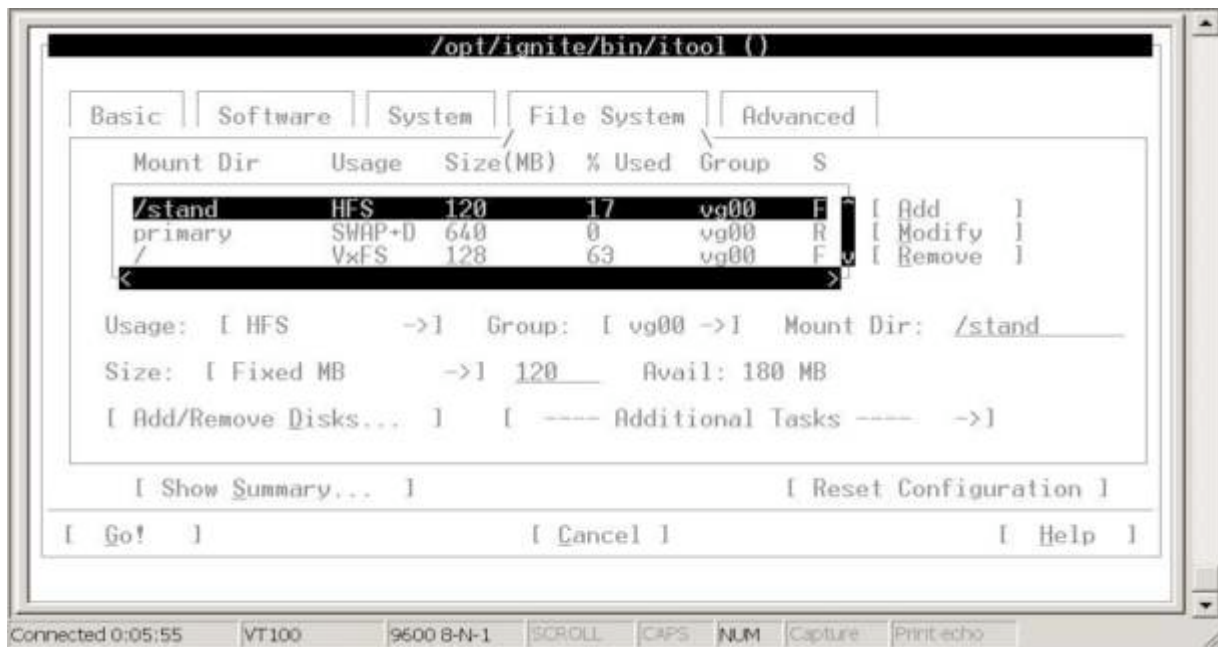 /opt/ignite/bin/itool ()
Basic Software System File System Advanced
Mount Dir Usage Size(MB) % Used Group S
/stand HFS 120 17 vg00 F ^ [ Add ]
primary SWAP+D 640 0 vg00 R [ Modify ]
/ VxFS 128 63 vg00 F v [ Remove ]
< >
Usage: [ HFS ->] Group: [ vg00 ->] Mount Dir: /stand
Size: [ Fixed MB ->] 120 Avail: 180 MB
[ Add/Remove Disks... ] [ ---- Additional Tasks ---- ->]
[ Show Summary... ] [ Reset Configuration ]
[ Go! ] [ Cancel ] [ Help ]
Connected 0:05:55 VT100 9600 8-N-1 SCROLL CAPS NUM Capture Print echo